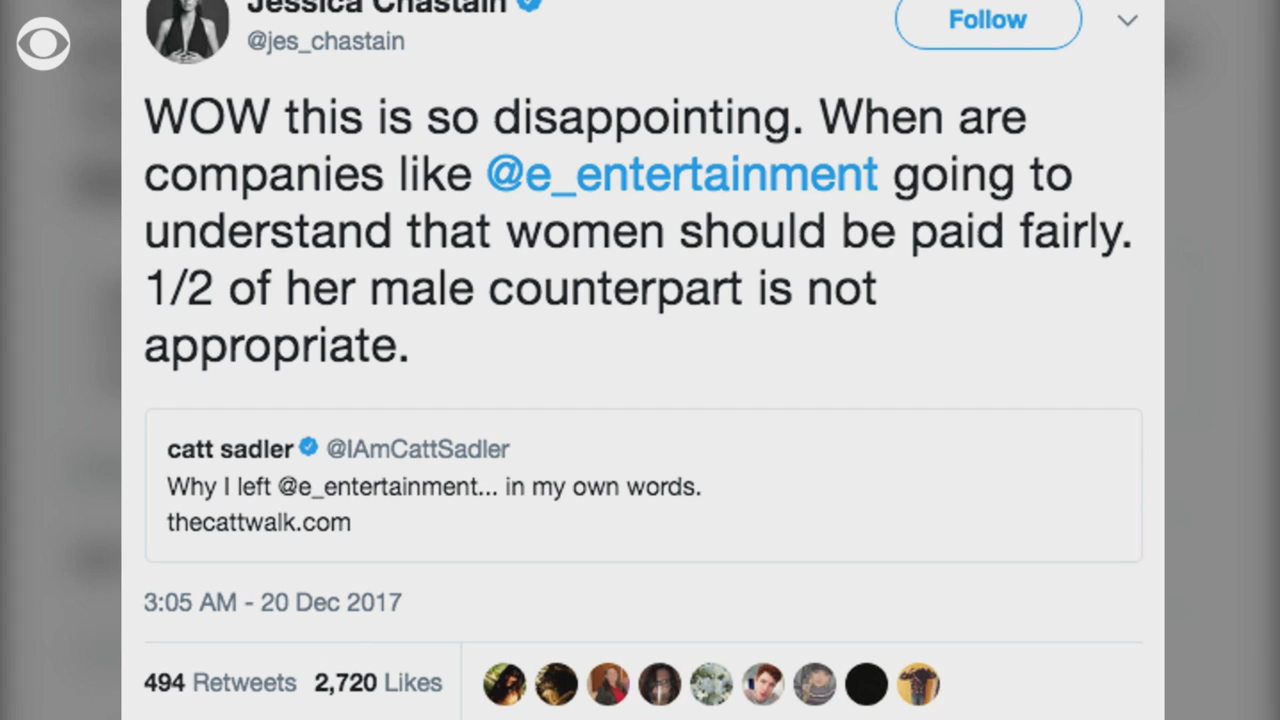 Jessica Chastain
@jes_chastain
Follow
WOW this is so disappointing. When are
companies like @e_entertainment going to
understand that women should be paid fairly.
1/2 of her male counterpart is not
appropriate.
catt sadler @IAmCattSadler
Why I left @e_entertainment... in my own words.
thecattwalk.com
3:05 AM - 20 Dec 2017
494 Retweets 2,720 Likes